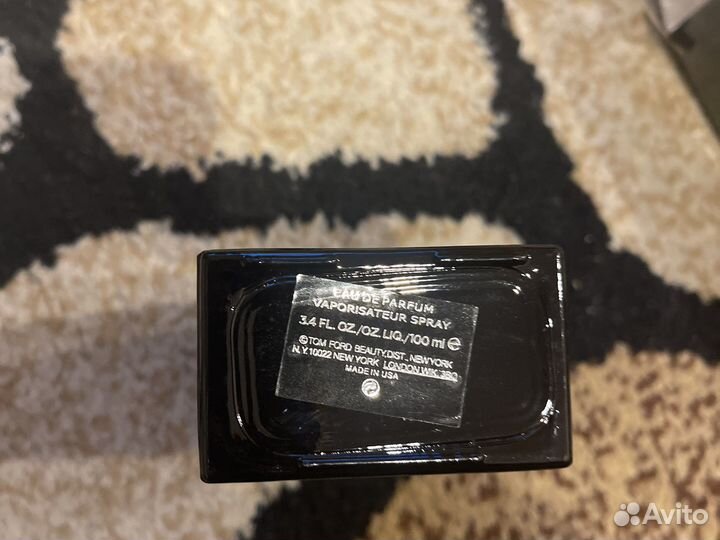 EAU DE PARFUM
VAPORISATEUR SPRAY
3.4 FL. OZ./OZ. LIQ./100 ml ℮
©TOM FORD BEAUTY.DIST., NEW YORK
N.Y. 10022 NEW YORK LONDON W1K 3BQ
MADE IN USA
Avito